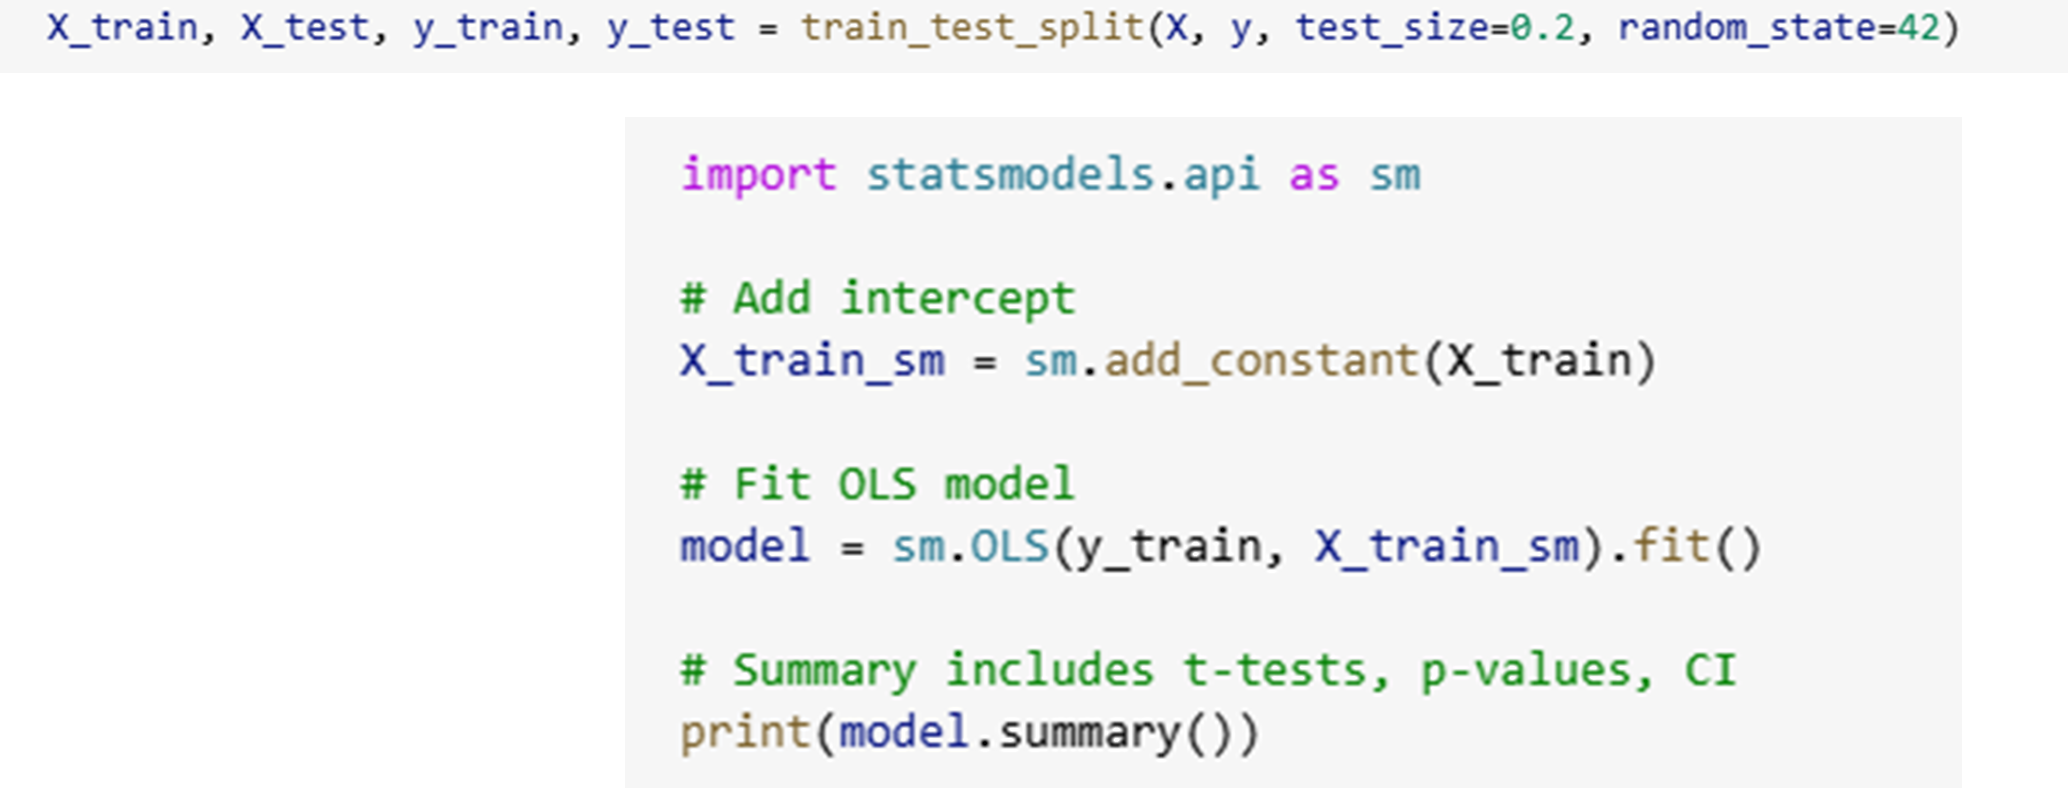 X_train, X_test, y_train, y_test = train_test_split(X, y, test_size=0.2, random_state=42)
import statsmodels.api as sm
# Add intercept
X_train_sm = sm.add_constant(X_train)
# Fit OLS model
model = sm.OLS(y_train, X_train_sm).fit()
# Summary includes t-tests, p-values, CI
print(model.summary())